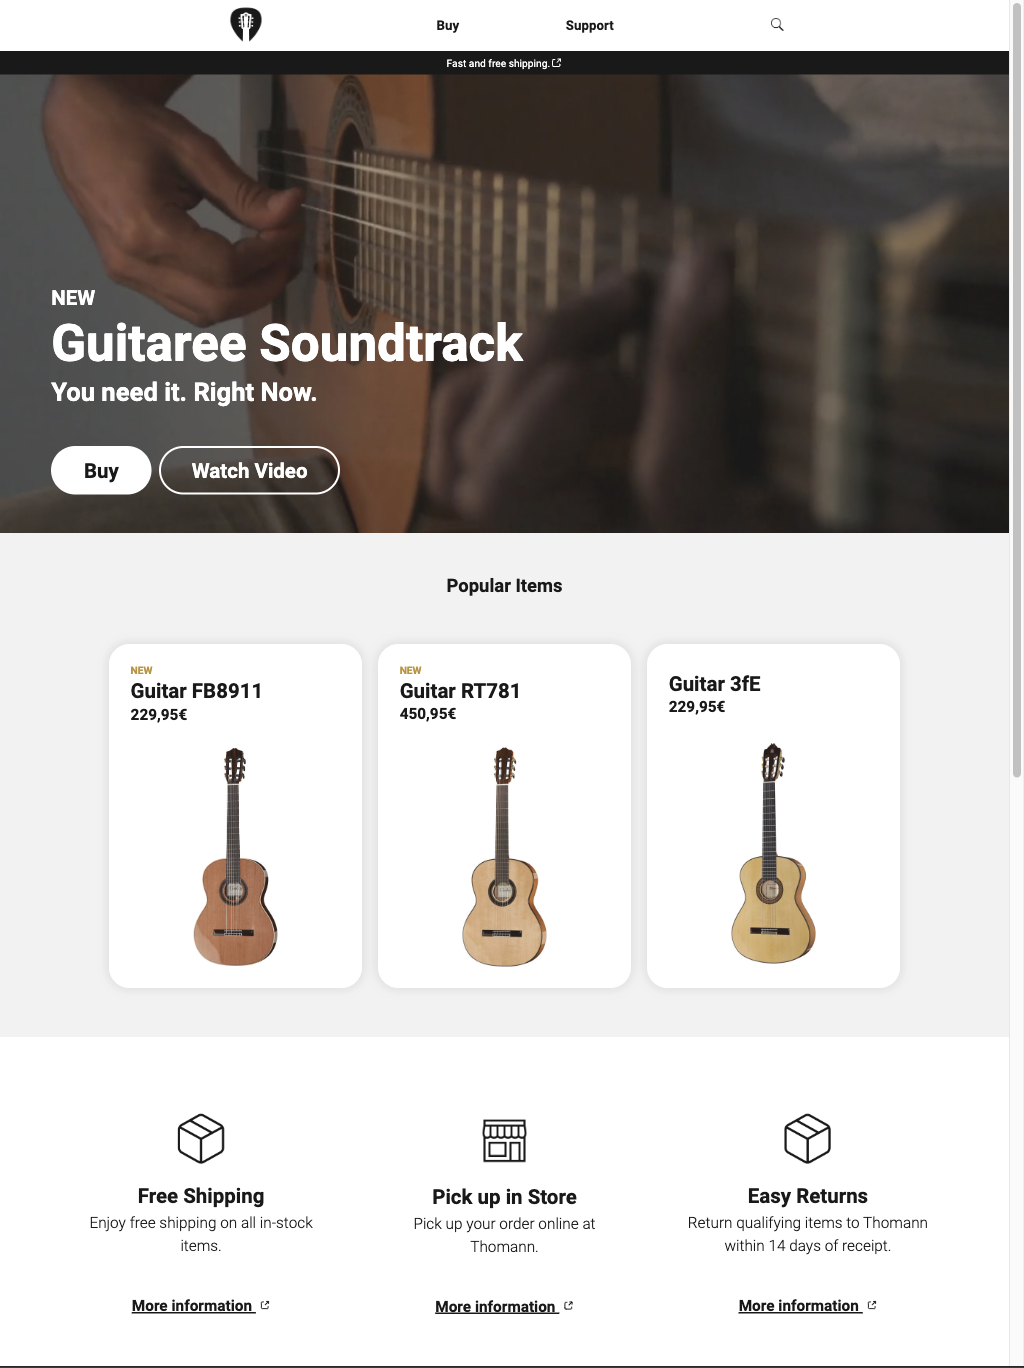 Buy
Support
Fast and free shipping.
NEW
Guitaree Soundtrack
You need it. Right Now.
Buy
Watch Video
Popular Items
NEW
Guitar FB8911
229,95€
NEW
Guitar RT781
450,95€
Guitar 3fE
229,95€
Free Shipping
Enjoy free shipping on all in-stock
items.
More information
Pick up in Store
Pick up your order online at
Thomann.
More information
Easy Returns
Return qualifying items to Thomann
within 14 days of receipt.
More information